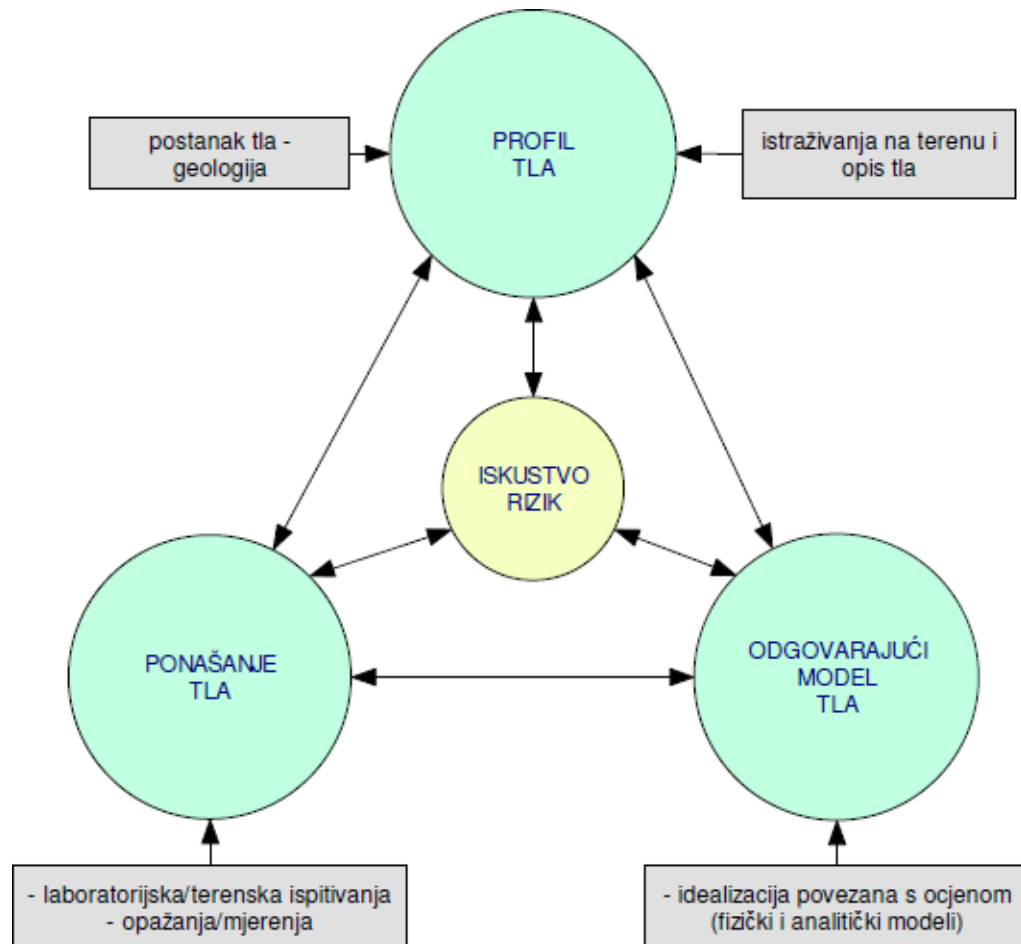 PROFIL
TLA
postanak tla -
geologija
istraživanja na terenu i
opis tla
ISKUSTVO
RIZIK
PONAŠANJE
TLA
ODGOVARAJUĆI
MODEL
TLA
- laboratorijska/terenska ispitivanja
- opažanja/mjerenja
- idealizacija povezana s ocjenom
(fizički i analitički modeli)